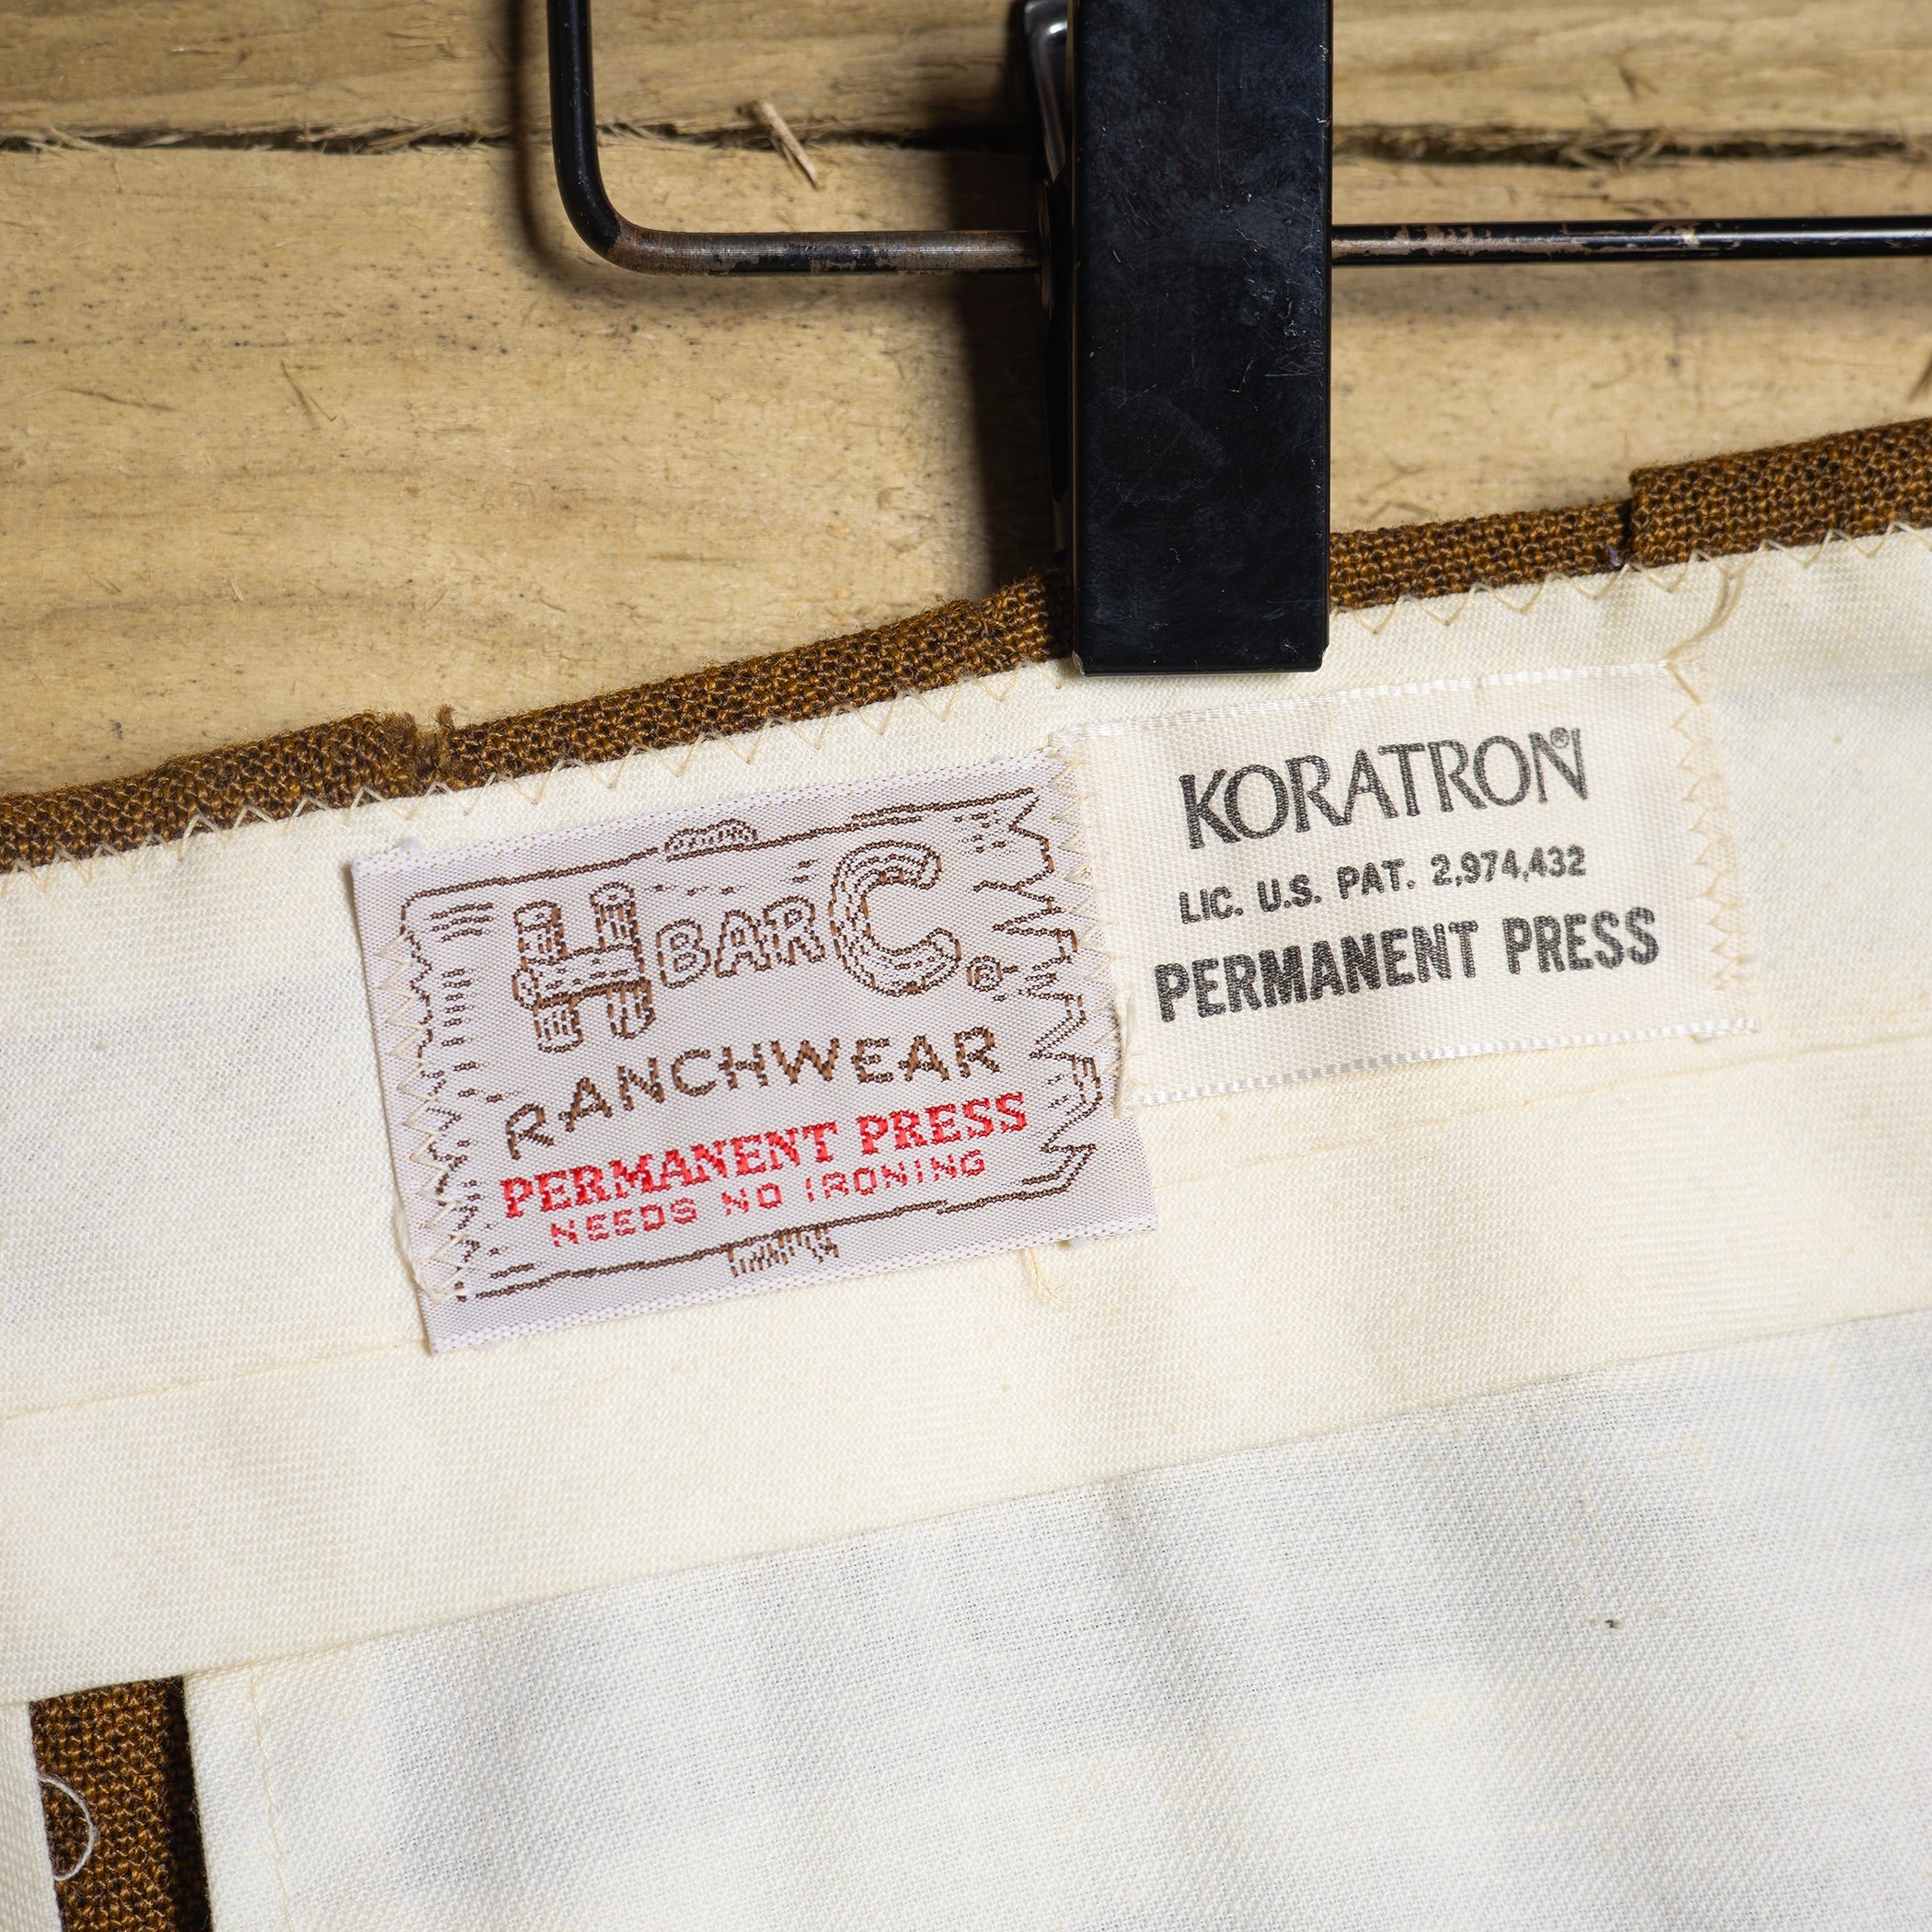 H BAR C®
RANCHWEAR
PERMANENT PRESS
NEEDS NO IRONING
KORATRON®
LIC. U.S. PAT. 2,974,432
PERMANENT PRESS